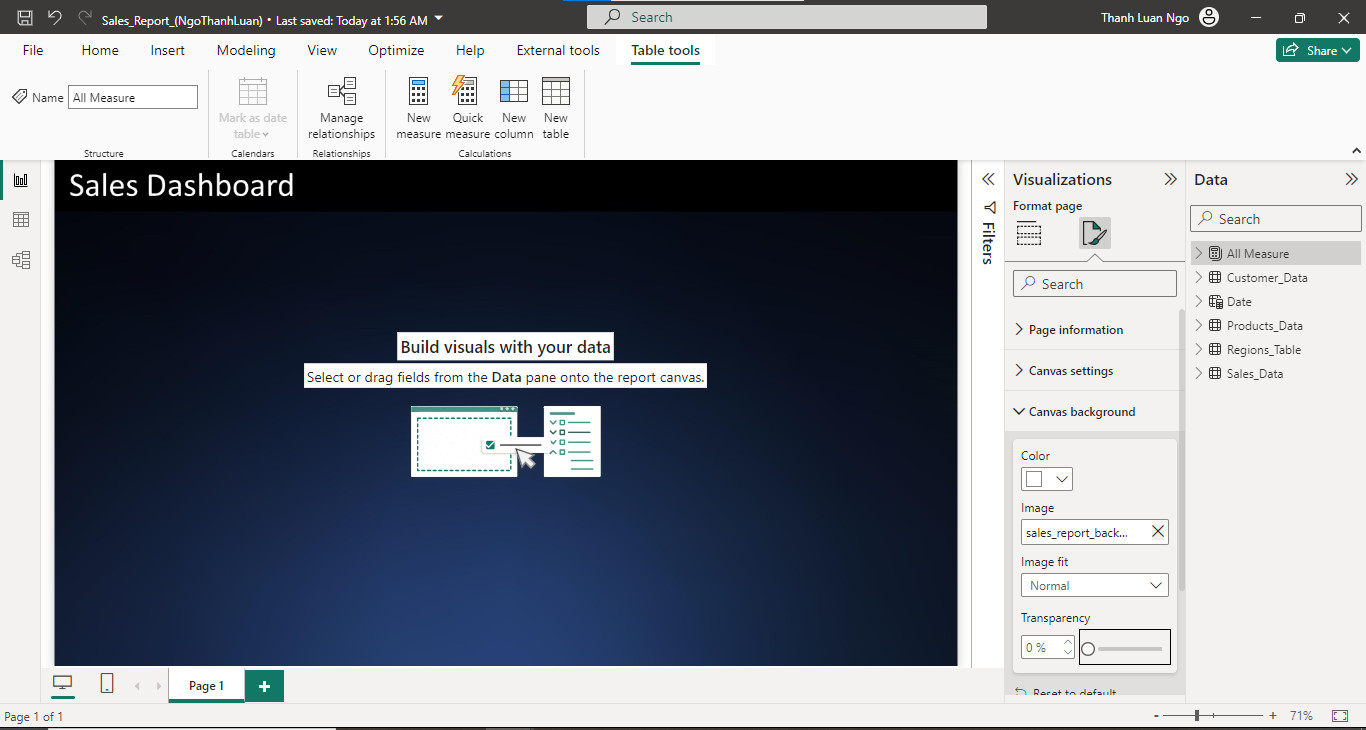 Sales_Report_(NgoThanhLuan) • Last saved: Today at 1:56 AM
Search
Thanh Luan Ngo
File Home Insert Modeling View Optimize Help External tools Table tools
Share
Name All Measure
Mark as date table
Manage relationships
New measure
Quick measure
New column
New table
Structure Calendars Relationships Calculations
Sales Dashboard
Build visuals with your data
Select or drag fields from the Data pane onto the report canvas.
Filters
Visualizations
Format page
Search
Page information
Canvas settings
Canvas background
Color
Image
sales_report_back...
Image fit
Normal
Transparency
0 %
Reset to default
Data
Search
All Measure
Customer_Data
Date
Products_Data
Regions_Table
Sales_Data
Page 1
+
Page 1 of 1
- + 71%